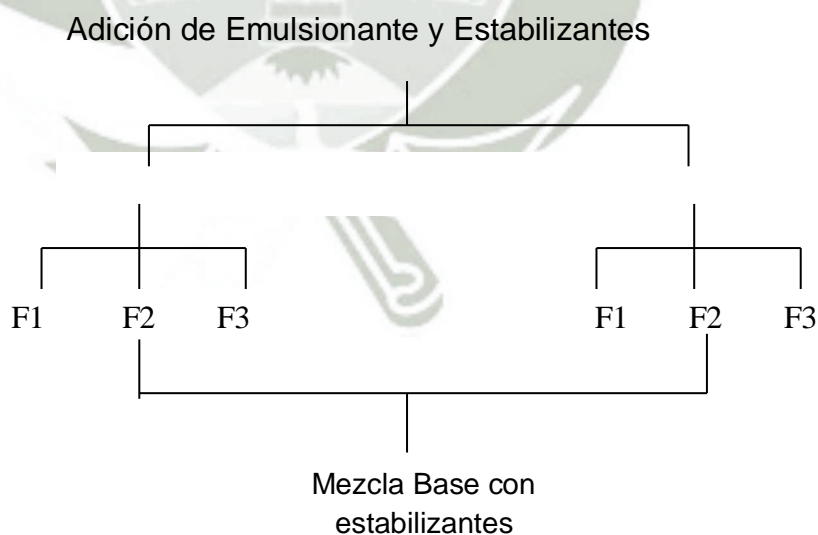 Adición de Emulsionante y Estabilizantes
F1 F2 F3 F1 F2 F3
Mezcla Base con
estabilizantes